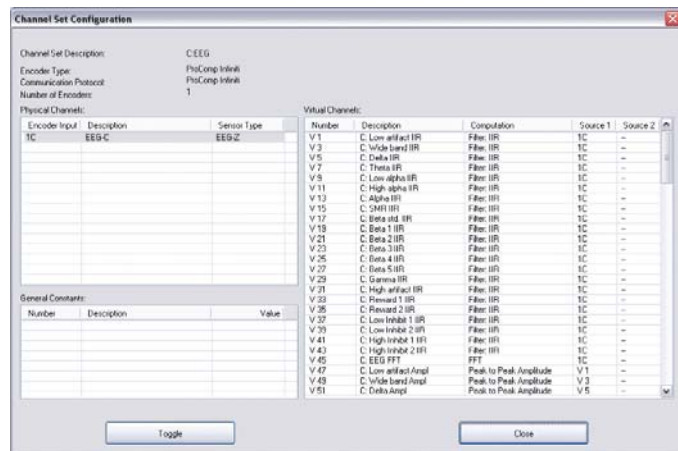 Channel Set Configuration
Channel Set Description: C:EEG
Encoder Type: ProComp Infiniti
Communication Protocol: ProComp Infiniti
Number of Encoders: 1
Physical Channels:
Encoder Input Description Sensor Type
1C EEG-C EEG-Z
General Constants:
Number Description Value
Virtual Channels:
Number Description Computation Source 1 Source 2
V 1 C: Low artifact IIR Filter: IIR 1C --
V 3 C: Wide band IIR Filter: IIR 1C --
V 5 C: Delta IIR Filter: IIR 1C --
V 7 C: Theta IIR Filter: IIR 1C --
V 9 C: Low alpha IIR Filter: IIR 1C --
V 11 C: High alpha IIR Filter: IIR 1C --
V 13 C: Alpha IIR Filter: IIR 1C --
V 15 C: SMR IIR Filter: IIR 1C --
V 17 C: Beta std. IIR Filter: IIR 1C --
V 19 C: Beta 1 IIR Filter: IIR 1C --
V 21 C: Beta 2 IIR Filter: IIR 1C --
V 23 C: Beta 3 IIR Filter: IIR 1C --
V 25 C: Beta 4 IIR Filter: IIR 1C --
V 27 C: Beta 5 IIR Filter: IIR 1C --
V 29 C: Gamma IIR Filter: IIR 1C --
V 31 C: High artifact IIR Filter: IIR 1C --
V 33 C: Reward 1 IIR Filter: IIR 1C --
V 35 C: Reward 2 IIR Filter: IIR 1C --
V 37 C: Low Inhibit 1 IIR Filter: IIR 1C --
V 39 C: Low Inhibit 2 IIR Filter: IIR 1C --
V 41 C: High Inhibit 1 IIR Filter: IIR 1C --
V 43 C: High Inhibit 2 IIR Filter: IIR 1C --
V 45 C: EEG FFT FFT 1C --
V 47 C: Low artifact Ampl Peak to Peak Amplitude V 1 --
V 49 C: Wide band Ampl Peak to Peak Amplitude V 3 --
V 51 C: Delta Ampl Peak to Peak Amplitude V 5 --
Toggle
Close